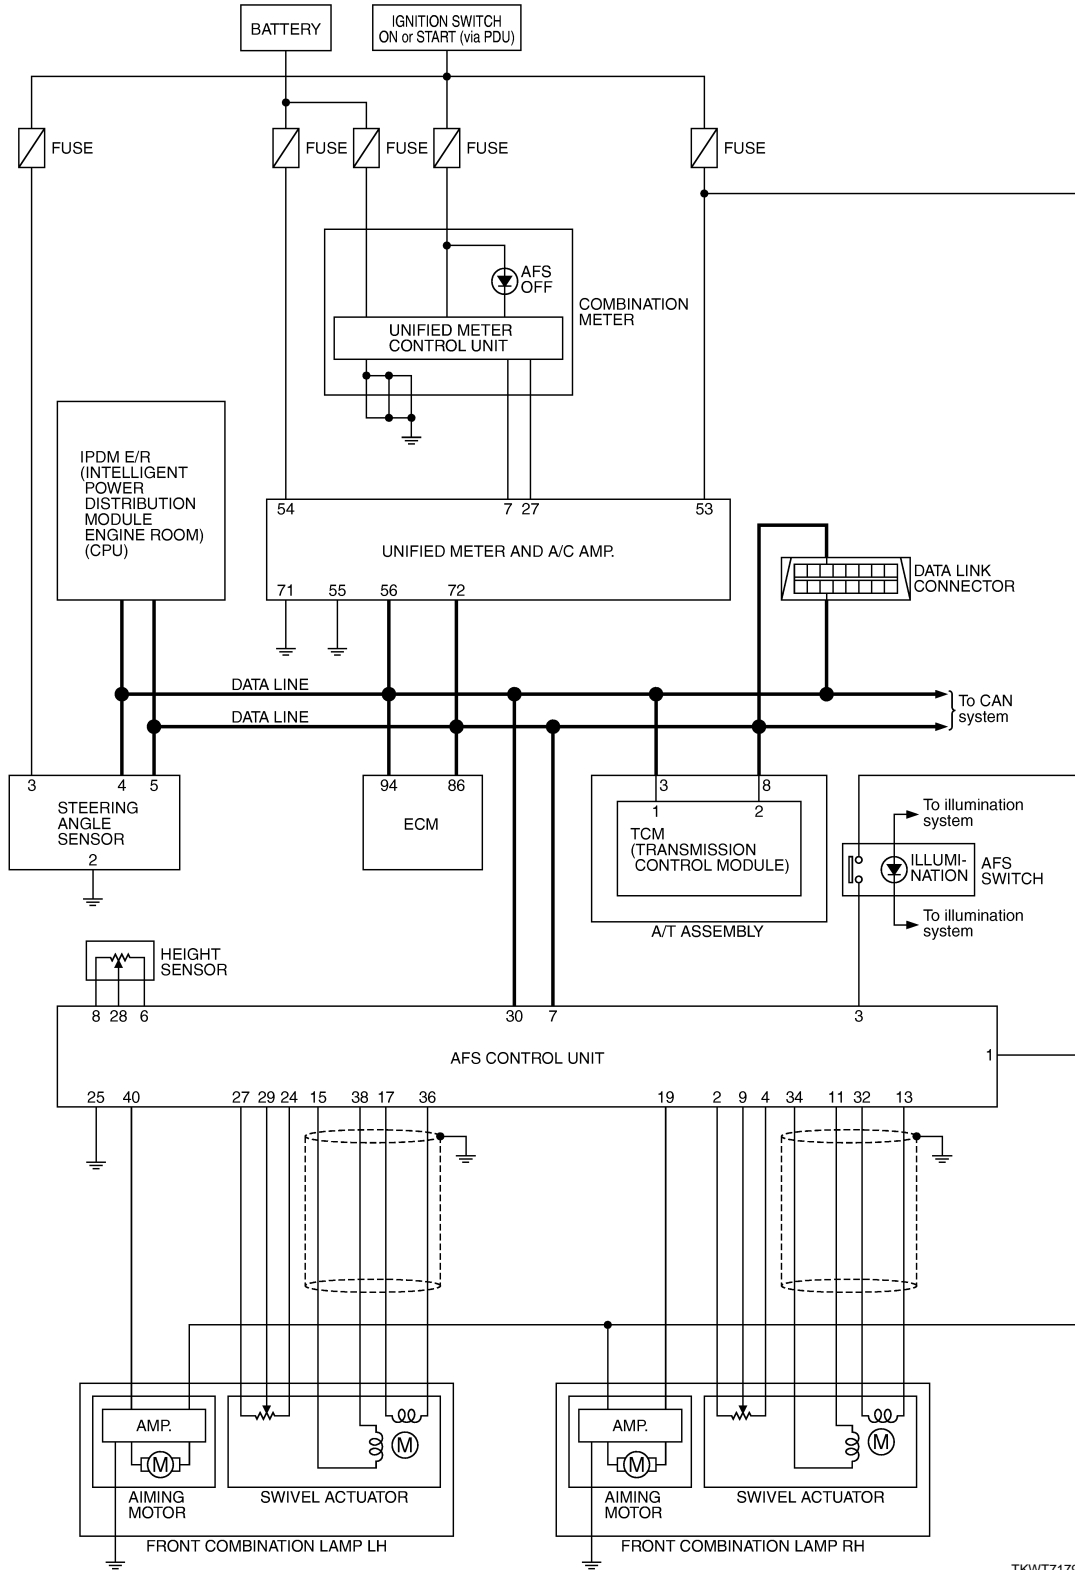 BATTERY
IGNITION SWITCH
ON or START (via PDU)
FUSE
FUSE
FUSE
FUSE
FUSE
AFS
OFF
COMBINATION
METER
UNIFIED METER
CONTROL UNIT
IPDM E/R
(INTELLIGENT
POWER
DISTRIBUTION
MODULE
ENGINE ROOM)
(CPU)
54 7 27 53
UNIFIED METER AND A/C AMP.
71 55 56 72
DATA LINK
CONNECTOR
DATA LINE
DATA LINE
To CAN
system
3 4 5
STEERING
ANGLE
SENSOR
2
94 86
ECM
3 8
1 2
TCM
(TRANSMISSION
CONTROL MODULE)
A/T ASSEMBLY
To illumination
system
ILLUMI-
NATION
AFS
SWITCH
To illumination
system
HEIGHT
SENSOR
8 28 6 30 7 3
AFS CONTROL UNIT
1
25 40 27 29 24 15 38 17 36 19 2 9 4 34 11 32 13
AMP.
M
M
AIMING
MOTOR
SWIVEL ACTUATOR
FRONT COMBINATION LAMP LH
AMP.
M
M
AIMING
MOTOR
SWIVEL ACTUATOR
FRONT COMBINATION LAMP RH